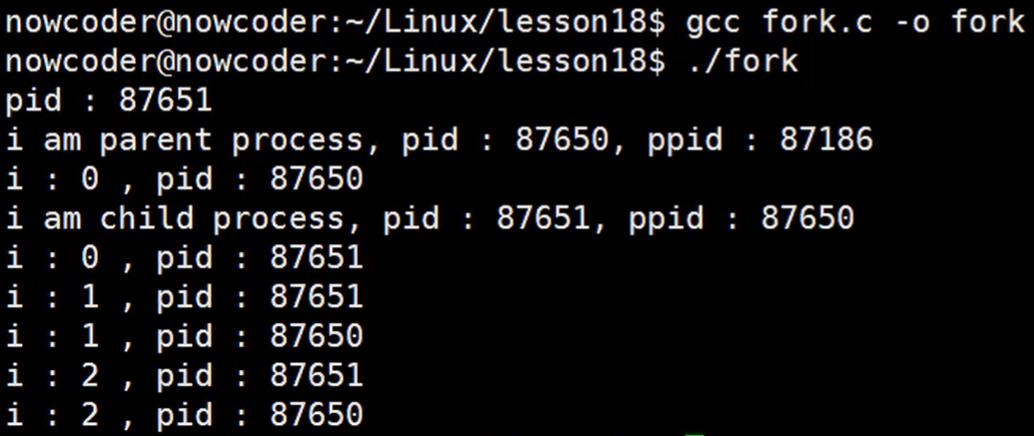 nowcoder@nowcoder:~/Linux/lesson18$ gcc fork.c -o fork
nowcoder@nowcoder:~/Linux/lesson18$ ./fork
pid : 87651
i am parent process, pid : 87650, ppid : 87186
i : 0 , pid : 87650
i am child process, pid : 87651, ppid : 87650
i : 0 , pid : 87651
i : 1 , pid : 87651
i : 1 , pid : 87650
i : 2 , pid : 87651
i : 2 , pid : 87650